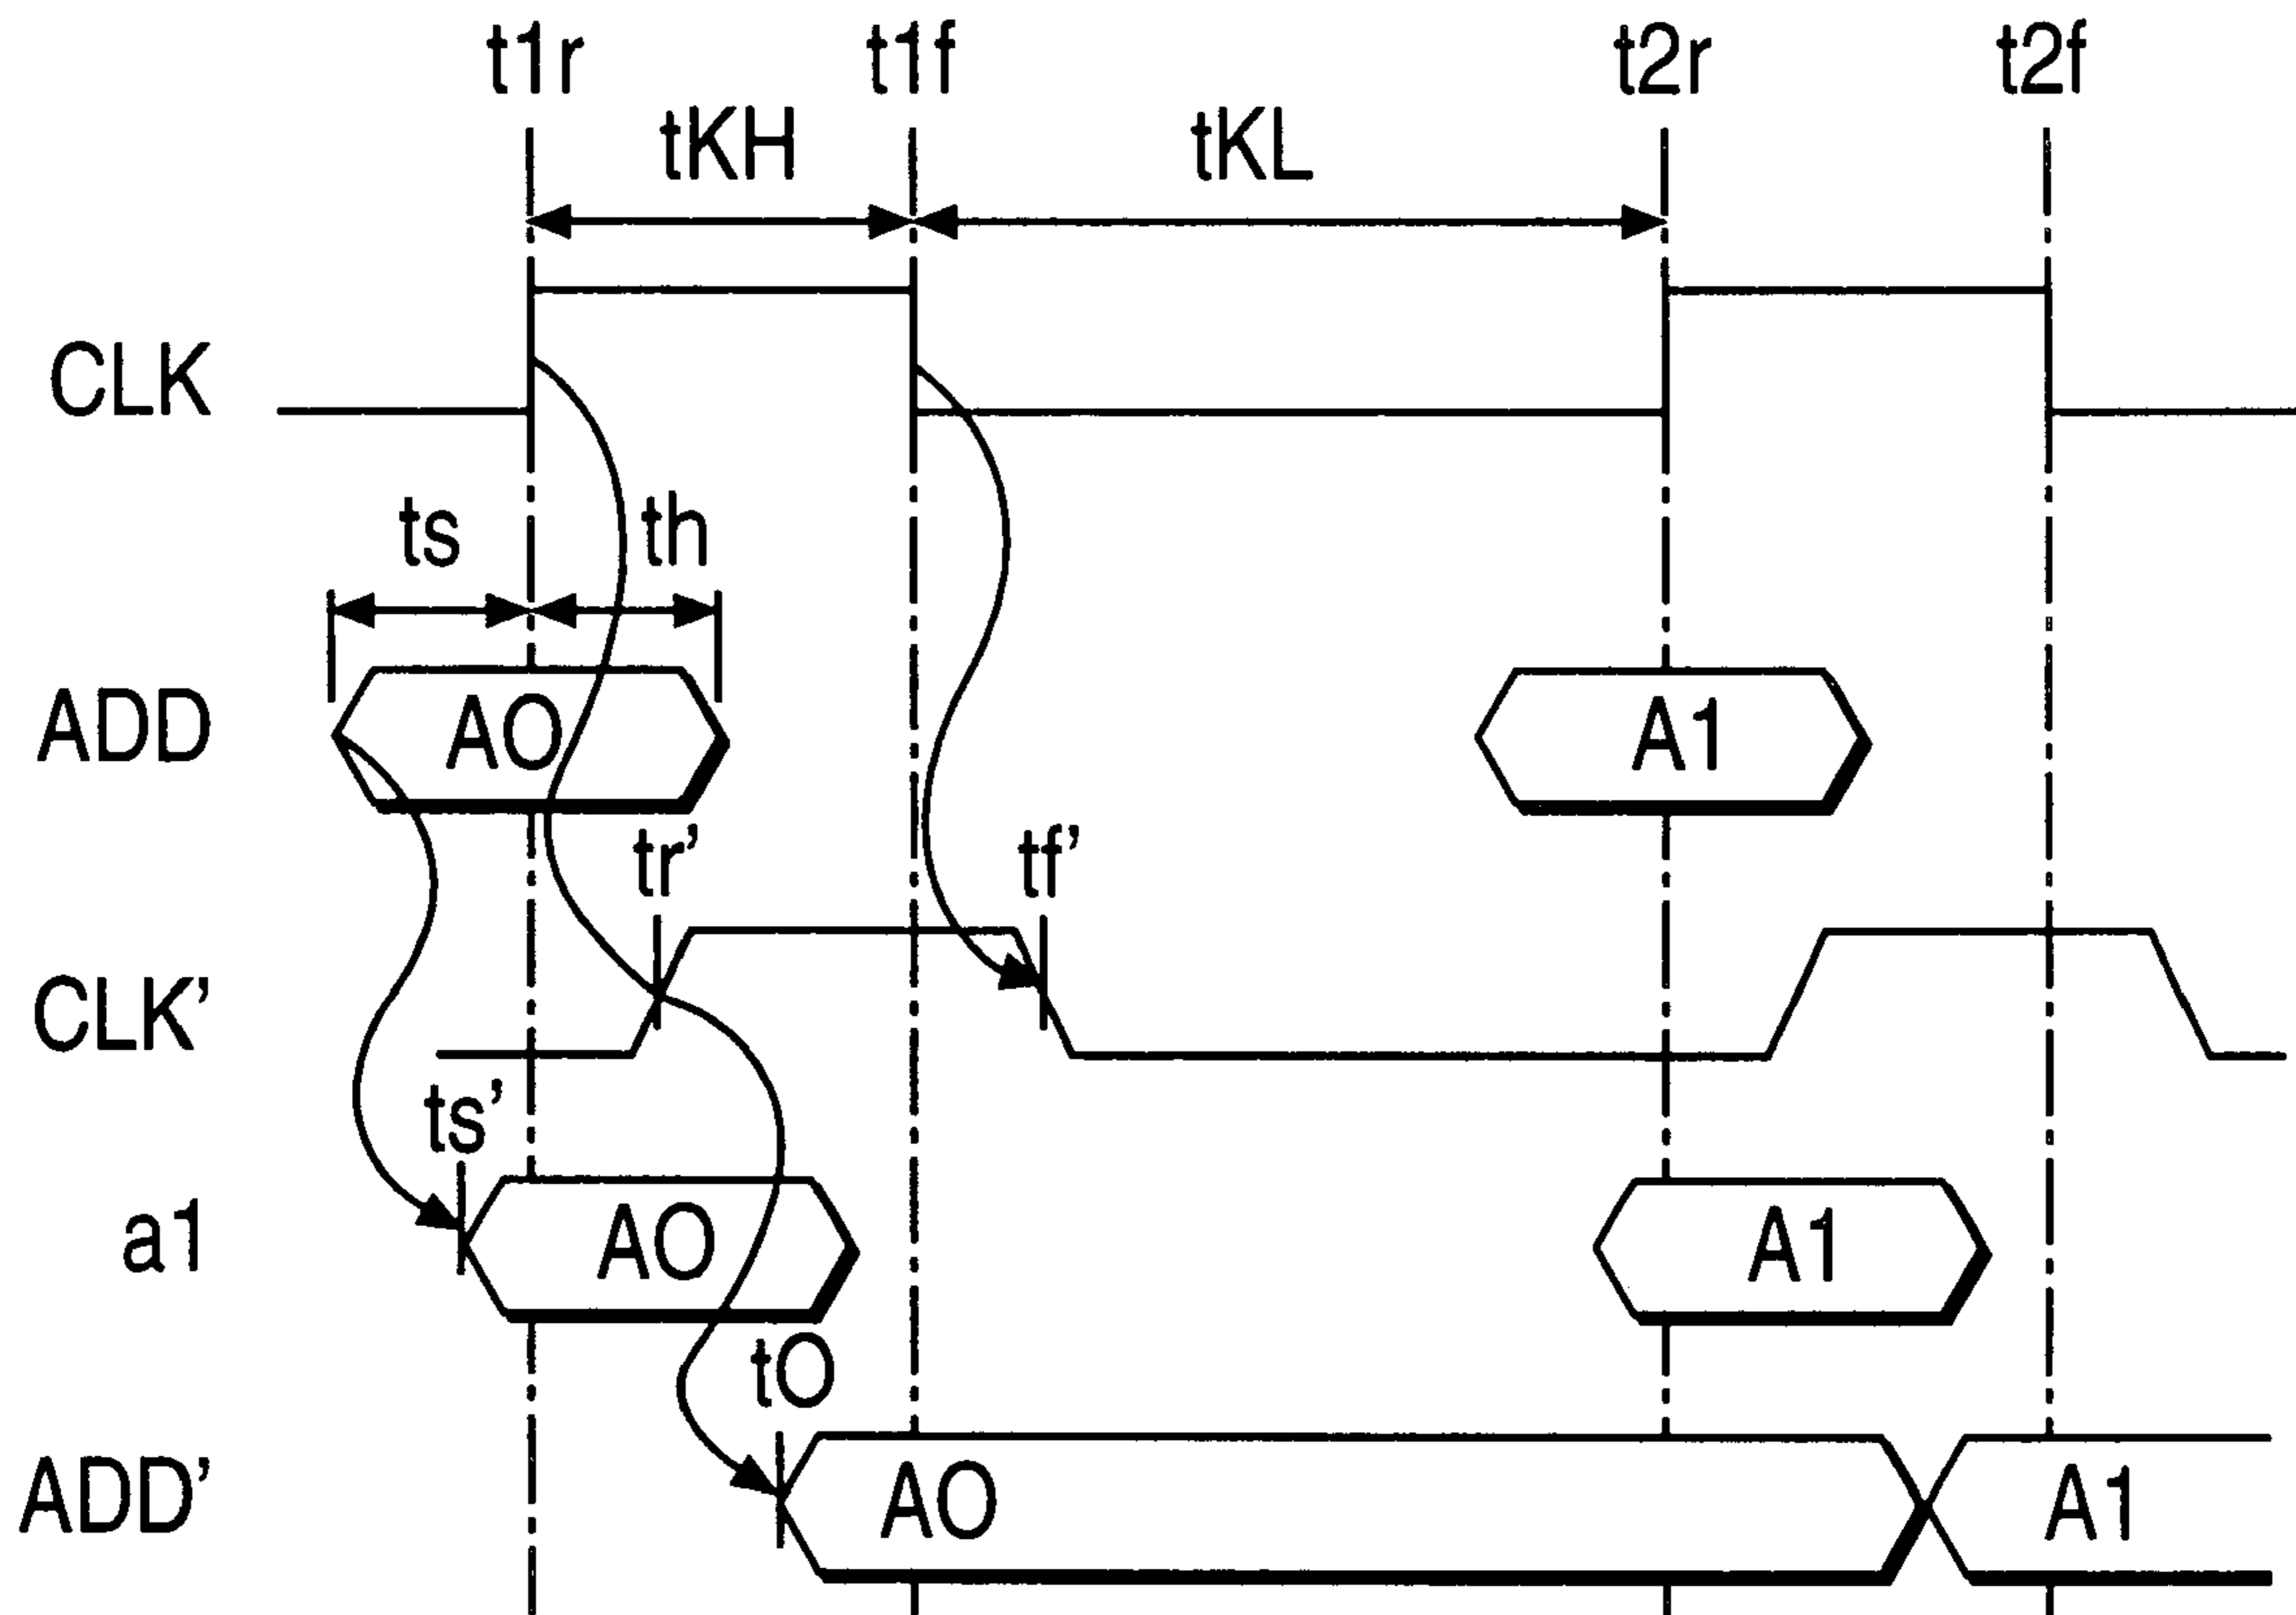 t1r t1f t2r t2f
tKH tKL
CLK
ts th
ADD AO A1
tr’ tf’
CLK’
ts’
a1 AO A1
tO
ADD’ AO A1